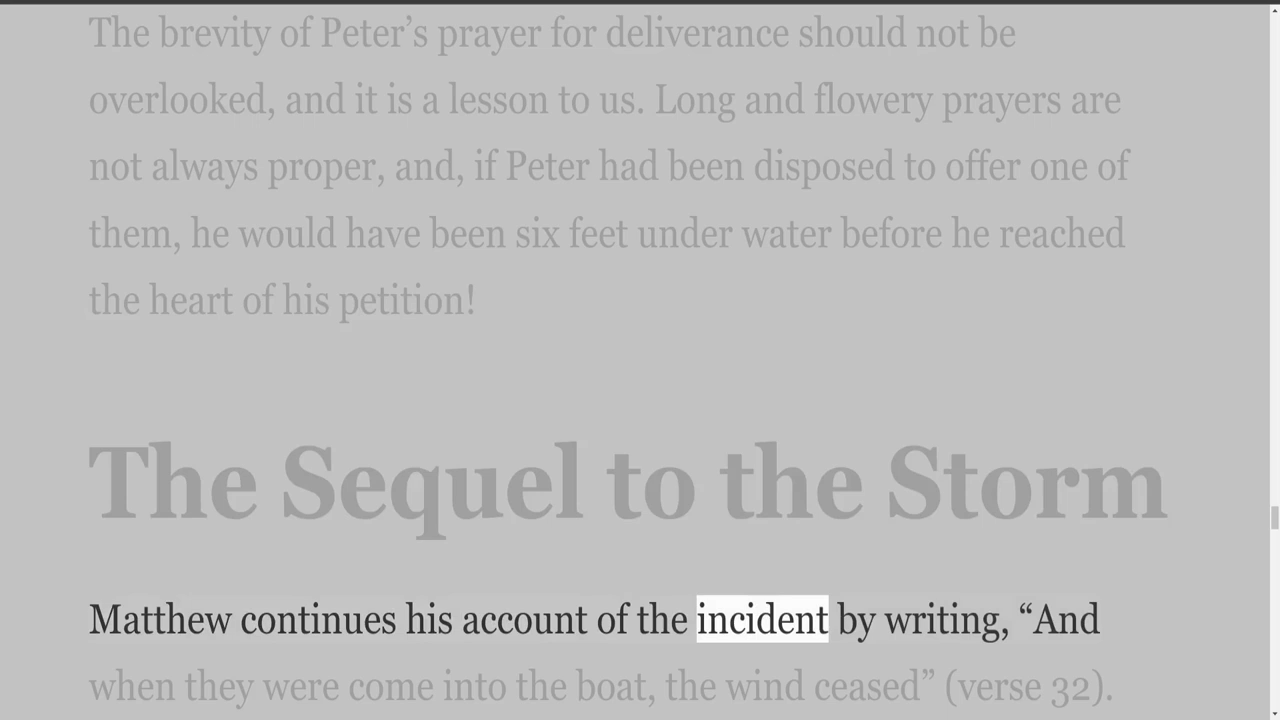 The brevity of Peter’s prayer for deliverance should not be
overlooked, and it is a lesson to us. Long and flowery prayers are
not always proper, and, if Peter had been disposed to offer one of
them, he would have been six feet under water before he reached
the heart of his petition!
The Sequel to the Storm
Matthew continues his account of the incident by writing, “And
when they were come into the boat, the wind ceased” (verse 32).